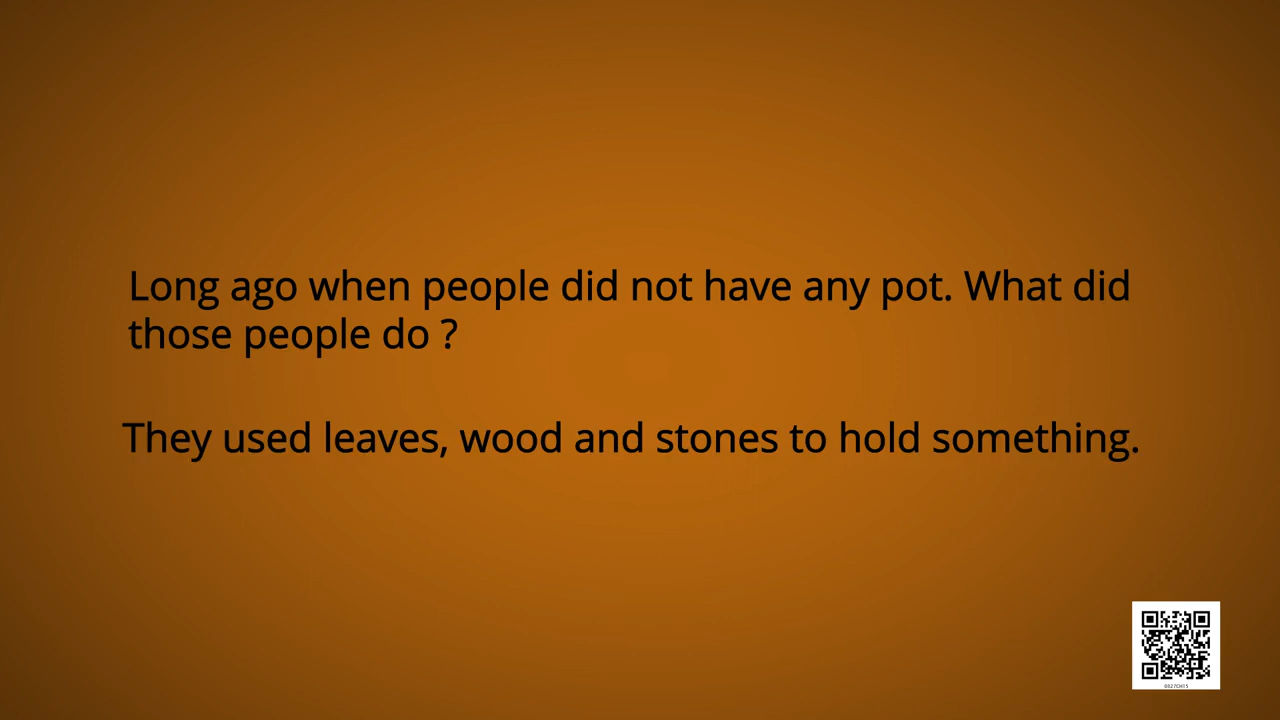 Long ago when people did not have any pot. What did
those people do ?
They used leaves, wood and stones to hold something.